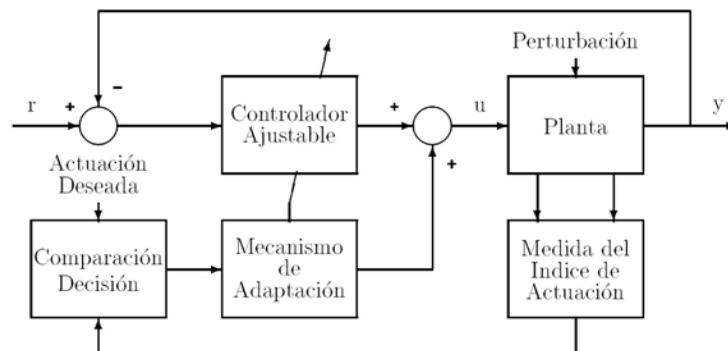 Perturbación
r
+
−
Controlador
Ajustable
+
+
u
Planta
y
Actuación
Deseada
Comparación
Decisión
Mecanismo
de
Adaptación
Medida del
Indice de
Actuación